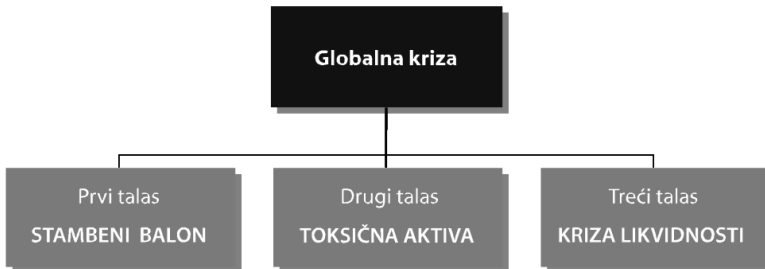 Globalna kriza
Prvi talas
STAMBENI BALON
Drugi talas
TOKSIČNA AKTIVA
Treći talas
KRIZA LIKVIDNOSTI